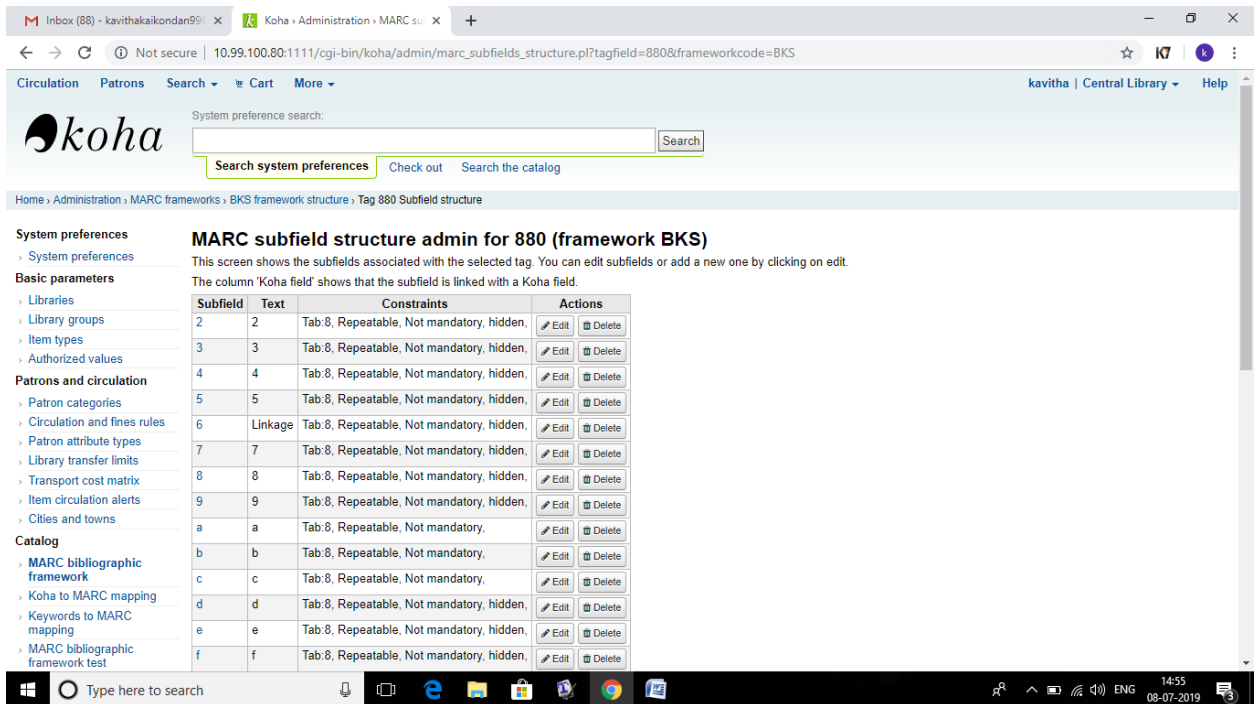 Inbox (88) - kavithakaikondan99
Koha › Administration › MARC su
Not secure | 10.99.100.80:1111/cgi-bin/koha/admin/marc_subfields_structure.pl?tagfield=880&frameworkcode=BKS
K7
k
Circulation Patrons Search Cart More kavitha | Central Library Help
koha
System preference search:
Search
Search system preferences Check out Search the catalog
Home › Administration › MARC frameworks › BKS framework structure › Tag 880 Subfield structure
System preferences
› System preferences
Basic parameters
› Libraries
› Library groups
› Item types
› Authorized values
Patrons and circulation
› Patron categories
› Circulation and fines rules
› Patron attribute types
› Library transfer limits
› Transport cost matrix
› Item circulation alerts
› Cities and towns
Catalog
› MARC bibliographic
framework
› Koha to MARC mapping
› Keywords to MARC
mapping
› MARC bibliographic
framework test
MARC subfield structure admin for 880 (framework BKS)
This screen shows the subfields associated with the selected tag. You can edit subfields or add a new one by clicking on edit.
The column 'Koha field' shows that the subfield is linked with a Koha field.
Subfield Text Constraints Actions
2 2 Tab:8, Repeatable, Not mandatory, hidden, Edit Delete
3 3 Tab:8, Repeatable, Not mandatory, hidden, Edit Delete
4 4 Tab:8, Repeatable, Not mandatory, hidden, Edit Delete
5 5 Tab:8, Repeatable, Not mandatory, hidden, Edit Delete
6 Linkage Tab:8, Repeatable, Not mandatory, hidden, Edit Delete
7 7 Tab:8, Repeatable, Not mandatory, hidden, Edit Delete
8 8 Tab:8, Repeatable, Not mandatory, hidden, Edit Delete
9 9 Tab:8, Repeatable, Not mandatory, hidden, Edit Delete
a a Tab:8, Repeatable, Not mandatory, Edit Delete
b b Tab:8, Repeatable, Not mandatory, Edit Delete
c c Tab:8, Repeatable, Not mandatory, Edit Delete
d d Tab:8, Repeatable, Not mandatory, hidden, Edit Delete
e e Tab:8, Repeatable, Not mandatory, hidden, Edit Delete
f f Tab:8, Repeatable, Not mandatory, hidden, Edit Delete
Type here to search
ENG
14:55
08-07-2019
3